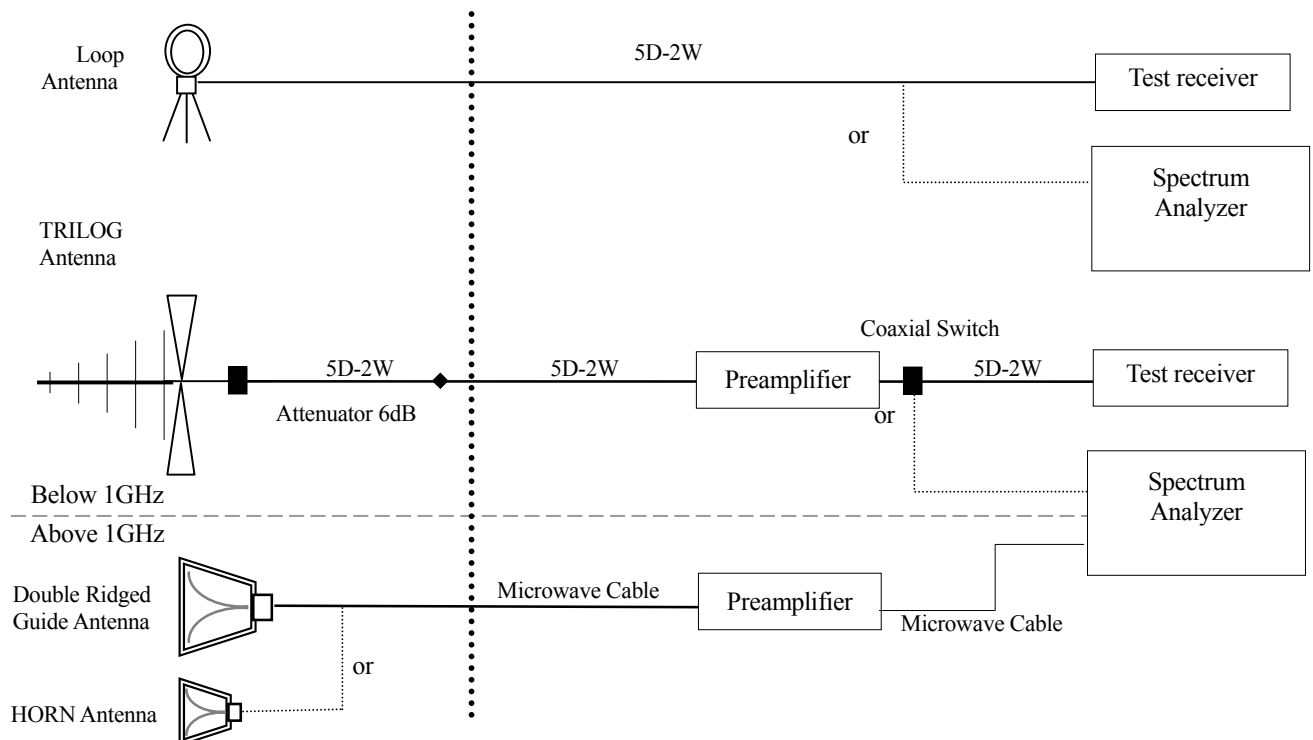 Loop
Antenna
5D-2W
Test receiver
or
Spectrum
Analyzer
TRILOG
Antenna
Coaxial Switch
5D-2W
5D-2W
Preamplifier
5D-2W
Test receiver
Attenuator 6dB
or
Below 1GHz
Spectrum
Analyzer
Above 1GHz
Double Ridged
Guide Antenna
Microwave Cable
Preamplifier
Microwave Cable
or
HORN Antenna